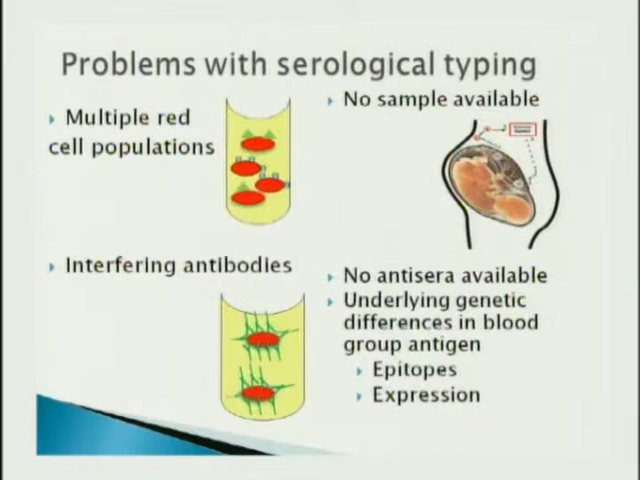 Problems with serological typing
Multiple red
cell populations
No sample available
Interfering antibodies
No antisera available
Underlying genetic
differences in blood
group antigen
Epitopes
Expression